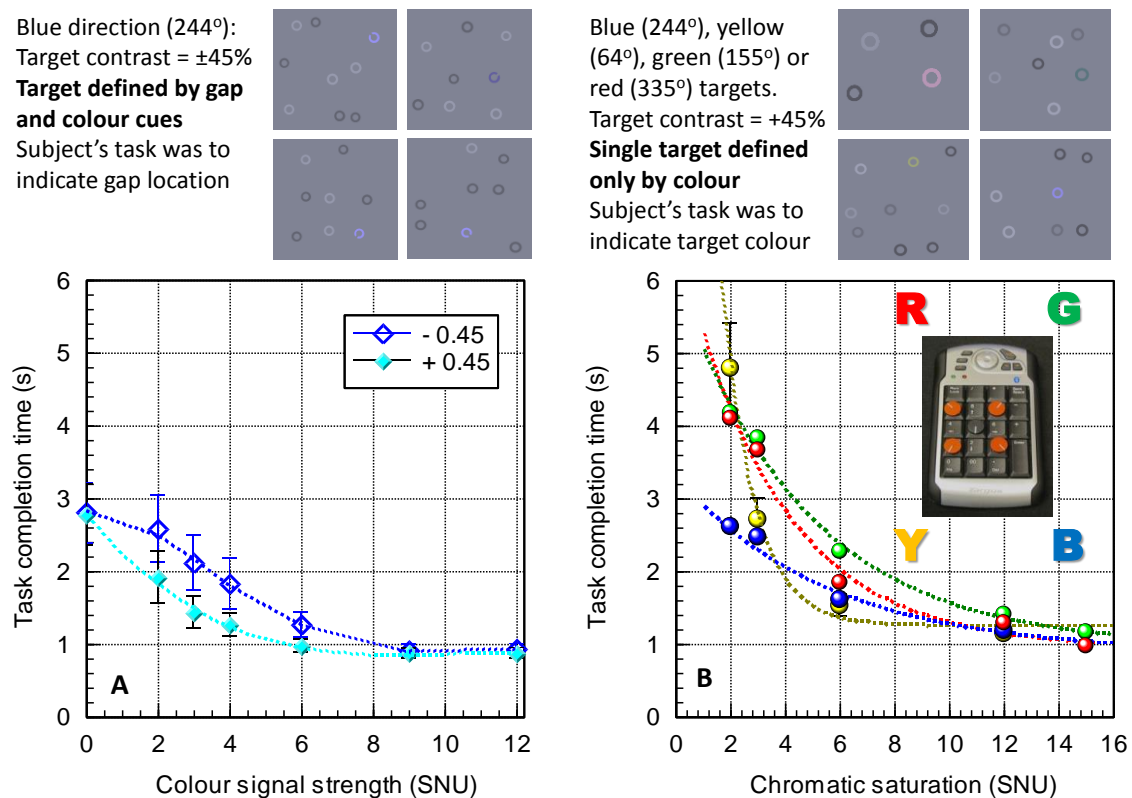 Blue direction (244°):
Target contrast = ±45%
Target defined by gap
and colour cues
Subject's task was to
indicate gap location
Blue (244°), yellow
(64°), green (155°) or
red (335°) targets.
Target contrast = +45%
Single target defined
only by colour
Subject's task was to
indicate target colour
6
5
4
3
2
1
0
Task completion time (s)
- 0.45
+ 0.45
A
0 2 4 6 8 10 12
Colour signal strength (SNU)
6
5
4
3
2
1
0
Task completion time (s)
R G
Y B
B
0 2 4 6 8 10 12 14 16
Chromatic saturation (SNU)